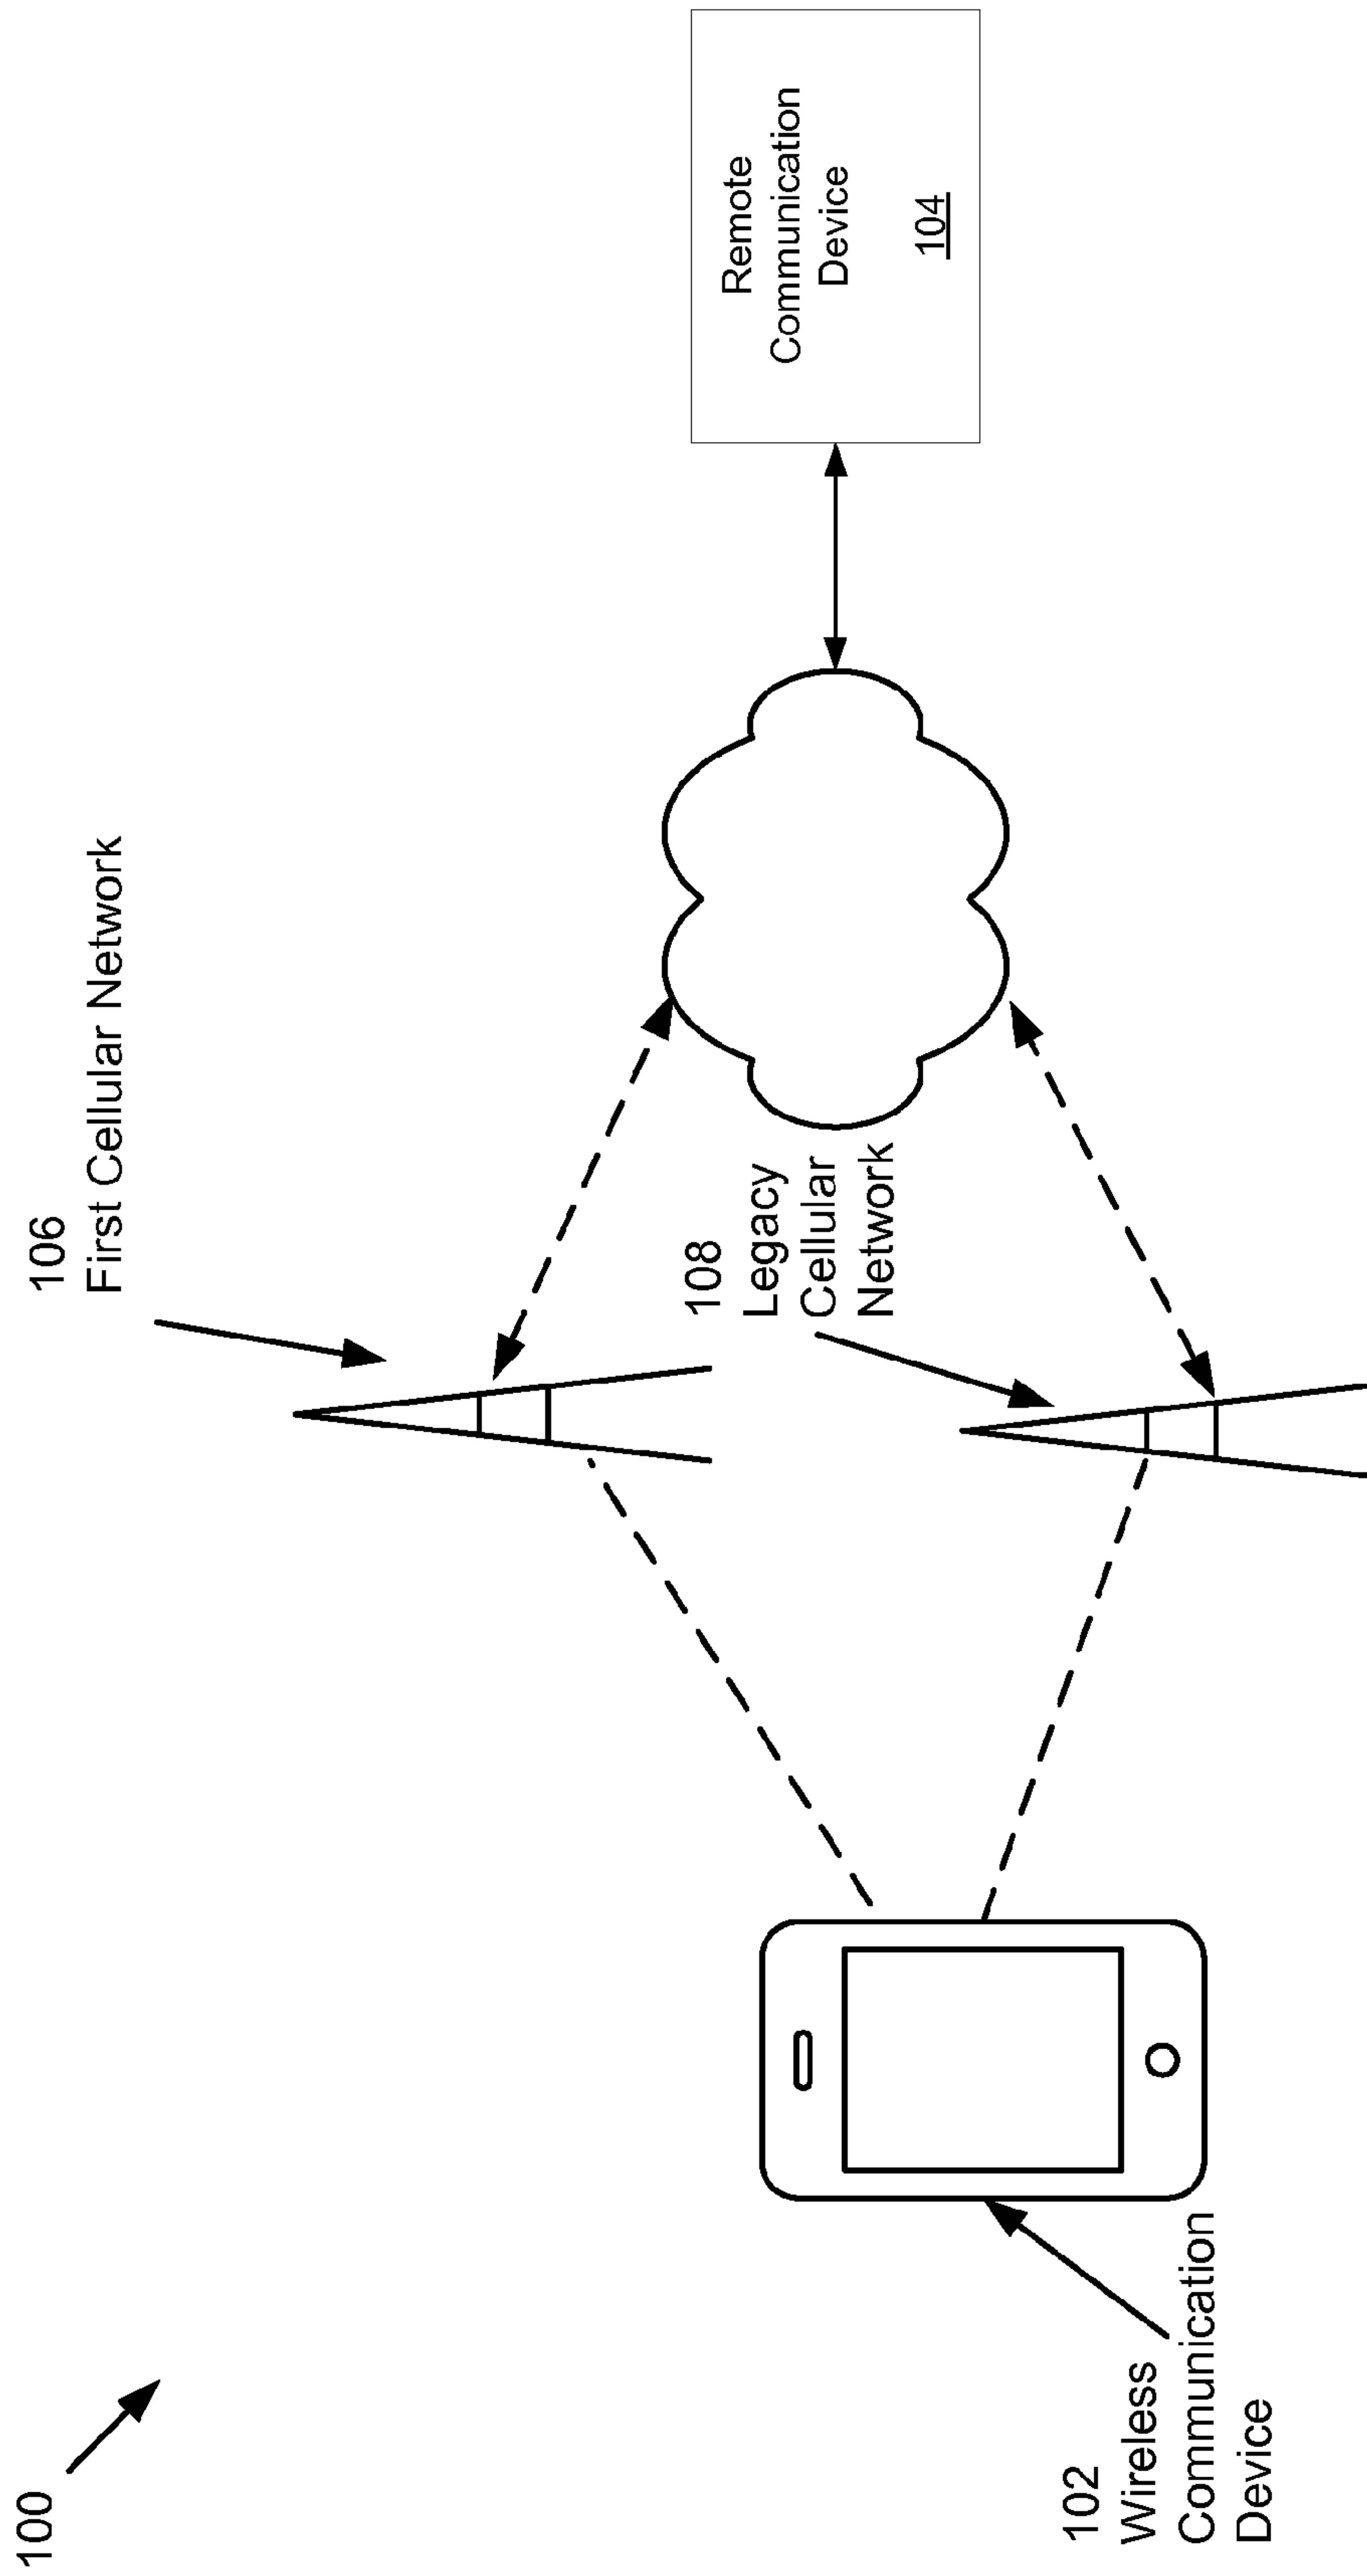 100
106
First Cellular Network
108
Legacy
Cellular
Network
Remote
Communication
Device
104
102
Wireless
Communication
Device